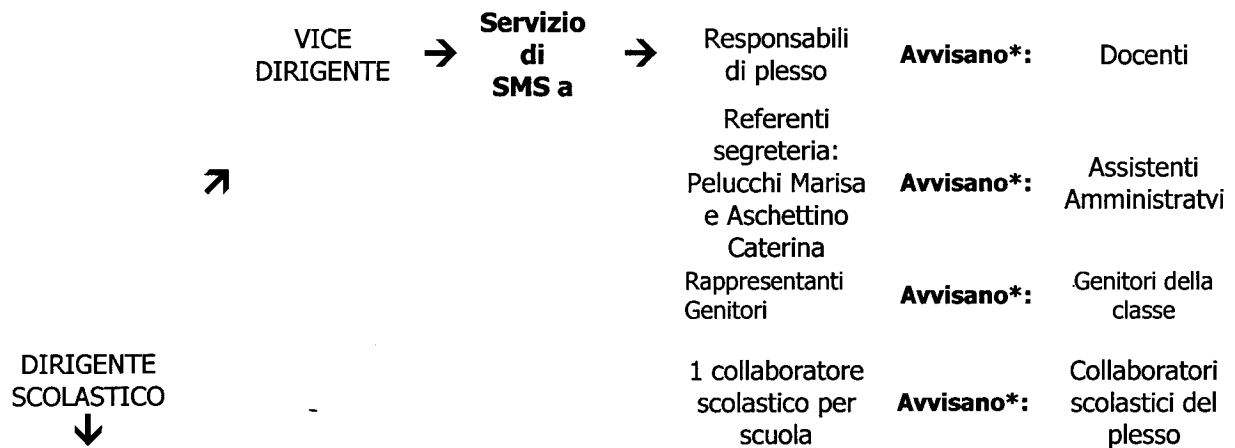 VICE
DIRIGENTE
→
Servizio
di
SMS a
→
Responsabili
di plesso
Avvisano*:
Docenti
↗
Referenti
segreteria:
Pelucchi Marisa
e Aschettino
Caterina
Avvisano*:
Assistenti
Amministratvi
Rappresentanti
Genitori
Avvisano*:
Genitori della
classe
DIRIGENTE
SCOLASTICO
↓
1 collaboratore
scolastico per
scuola
Avvisano*:
Collaboratori
scolastici del
plesso